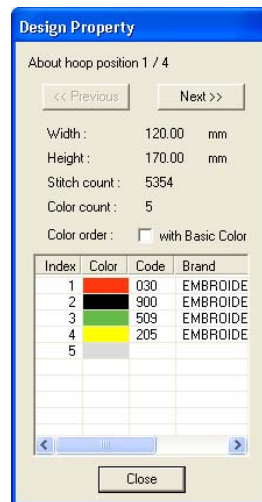 Design Property
About hoop position 1 / 4
<< Previous Next >>
Width : 120.00 mm
Height : 170.00 mm
Stitch count : 5354
Color count : 5
Color order : with Basic Color
Index Color Code Brand
1 030 EMBROIDE
2 900 EMBROIDE
3 509 EMBROIDE
4 205 EMBROIDE
5
Close